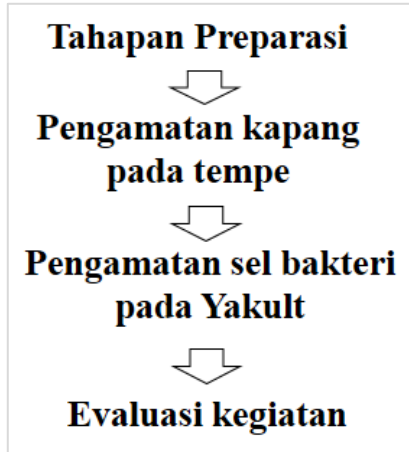 Tahapan Preparasi
Pengamatan kapang
pada tempe
Pengamatan sel bakteri
pada Yakult
Evaluasi kegiatan